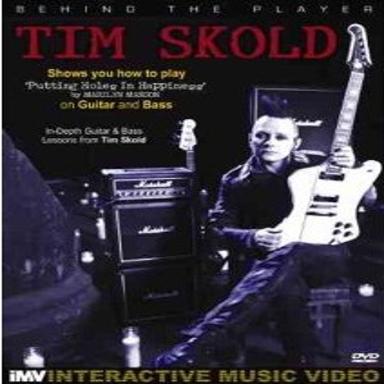 BEHIND THE PLAYER
TIM SKOLD
Shows you how to play
"Putting Holes In Happiness"
by MARILYN MANSON
on Guitar and Bass
In-Depth Guitar & Bass
Lessons from Tim Skold
Marshall
Marshall
Marshall
DVD
iMV INTERACTIVE MUSIC VIDEO